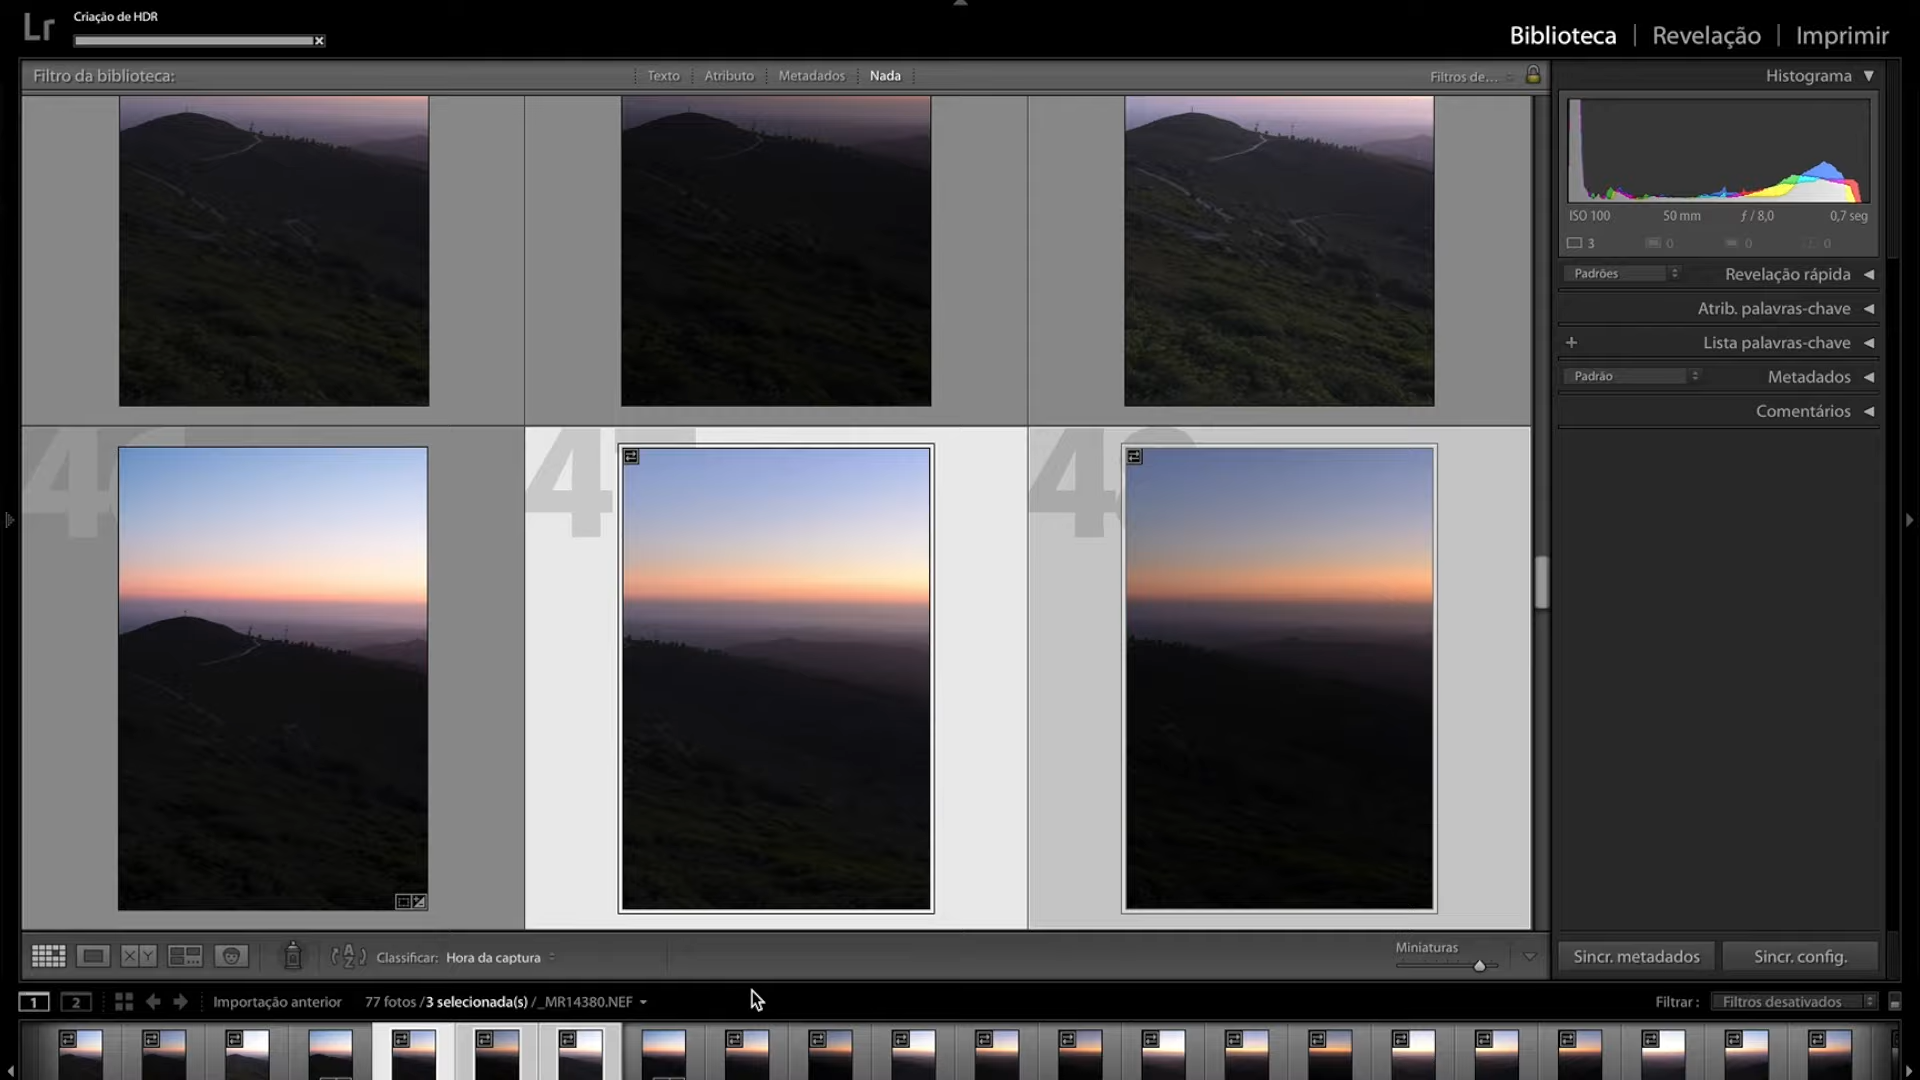 Lr
Criação de HDR
Biblioteca | Revelação | Imprimir
Filtro da biblioteca:
Texto
Atributo
Metadados
Nada
Filtros de...
Histograma
ISO 100
50 mm
ƒ / 8,0
0,7 seg
3
0
0
0
Padrões
Revelação rápida
Atrib. palavras-chave
+ Lista palavras-chave
Padrão
Metadados
Comentários
46
47
48
X Y
A Z
Classificar: Hora da captura
Miniaturas
Sincr. metadados
Sincr. config.
1
2
Importação anterior
77 fotos /3 selecionada(s) /_MR14380.NEF
Filtrar :
Filtros desativados